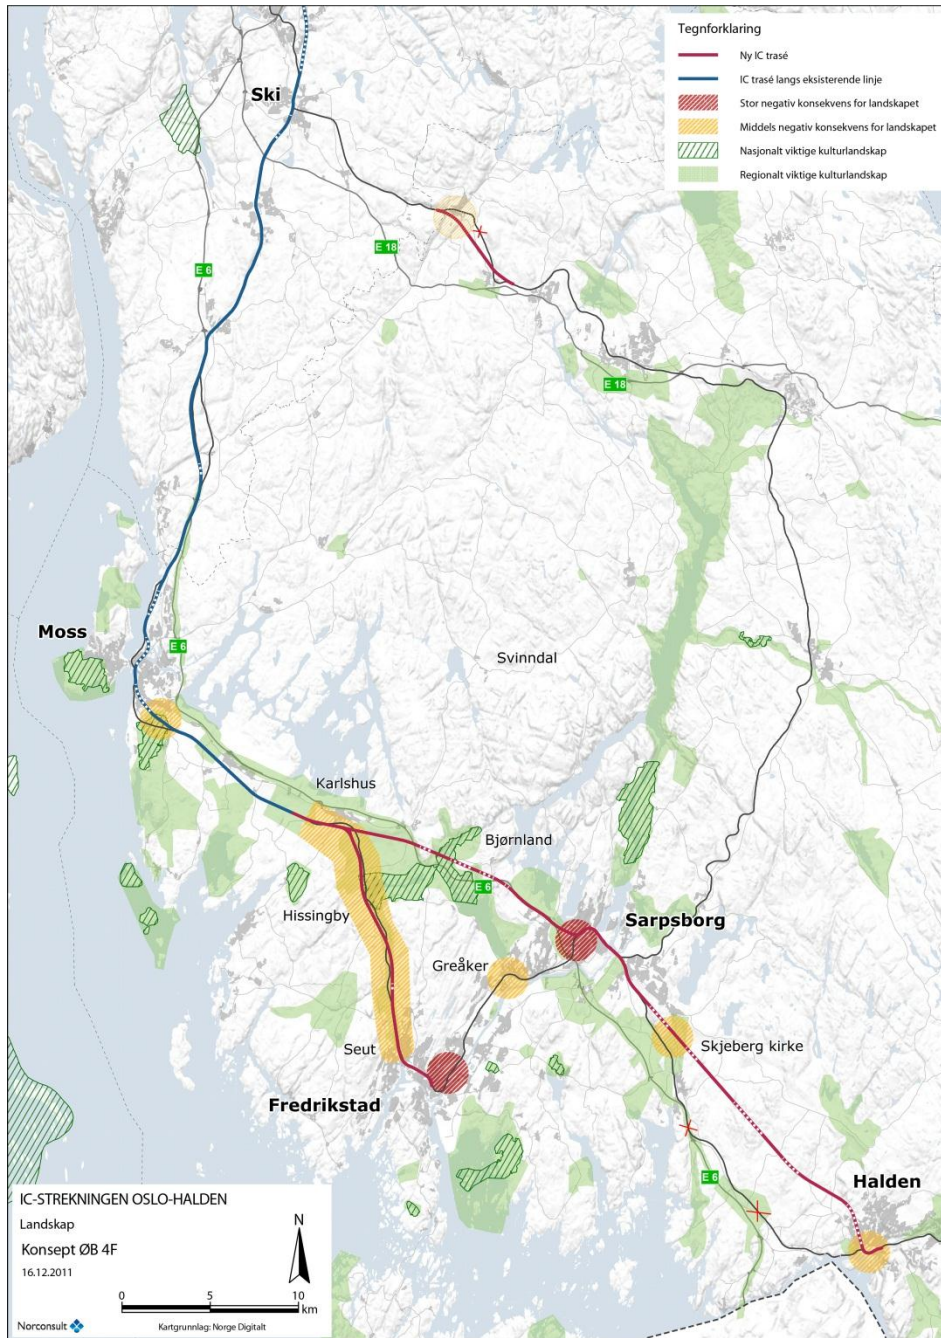 Tegnforklaring
Ny IC trasé
IC trasé langs eksisterende linje
Stor negativ konsekvens for landskapet
Middels negativ konsekvens for landskapet
Nasjonalt viktige kulturlandskap
Regionalt viktige kulturlandskap
Ski
E 18
E 6
E 18
Moss
E 6
Svinndal
Karlshus
Bjørnland
E 6
Hissingby
Sarpsborg
Greåker
Seut
Skjeberg kirke
Fredrikstad
E 6
Halden
IC-STREKNINGEN OSLO-HALDEN
Landskap
Konsept ØB 4F
16.12.2011
N
0 5 10
km
Norconsult
Kartgrunnlag: Norge Digitalt